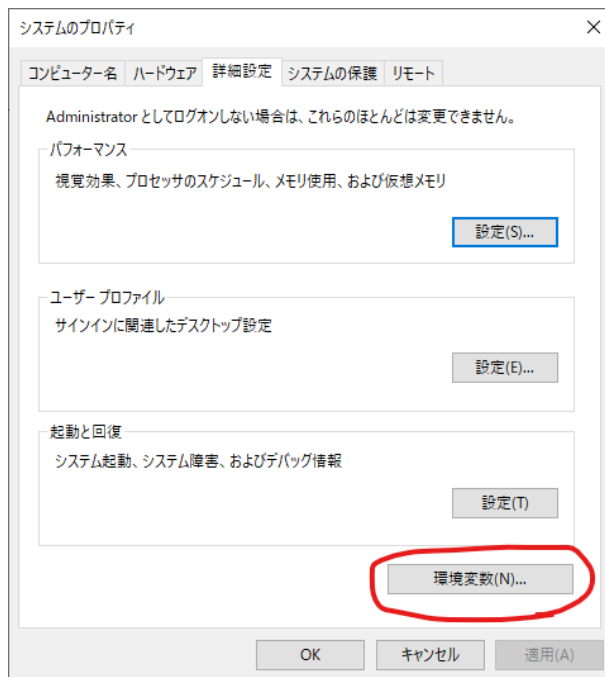 システムのプロパティ
コンピューター名 ハードウェア 詳細設定 システムの保護 リモート
Administrator としてログオンしない場合は、これらのほとんどは変更できません。
パフォーマンス
視覚効果、プロセッサのスケジュール、メモリ使用、および仮想メモリ
設定(S)...
ユーザー プロファイル
サインインに関連したデスクトップ設定
設定(E)...
起動と回復
システム起動、システム障害、およびデバッグ情報
設定(T)
環境変数(N)...
OK キャンセル 適用(A)